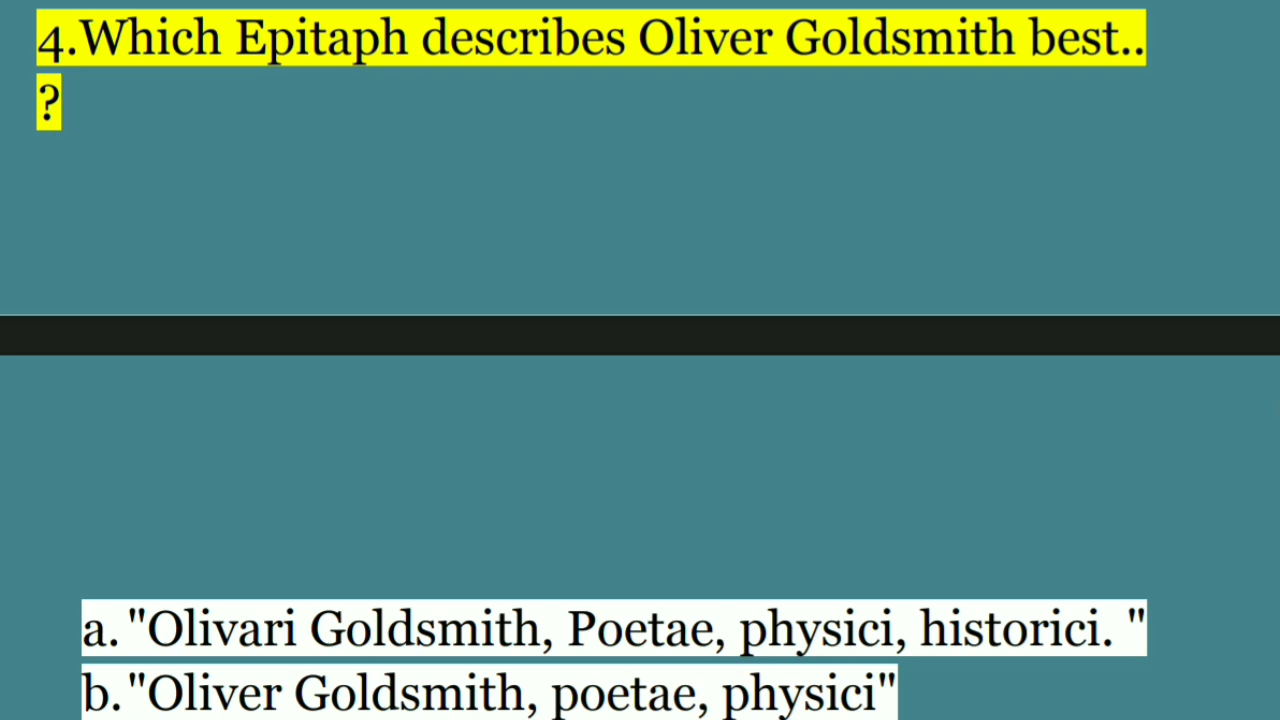 4.Which Epitaph describes Oliver Goldsmith best..
?
a. "Olivari Goldsmith, Poetae, physici, historici. "
b."Oliver Goldsmith, poetae, physici"